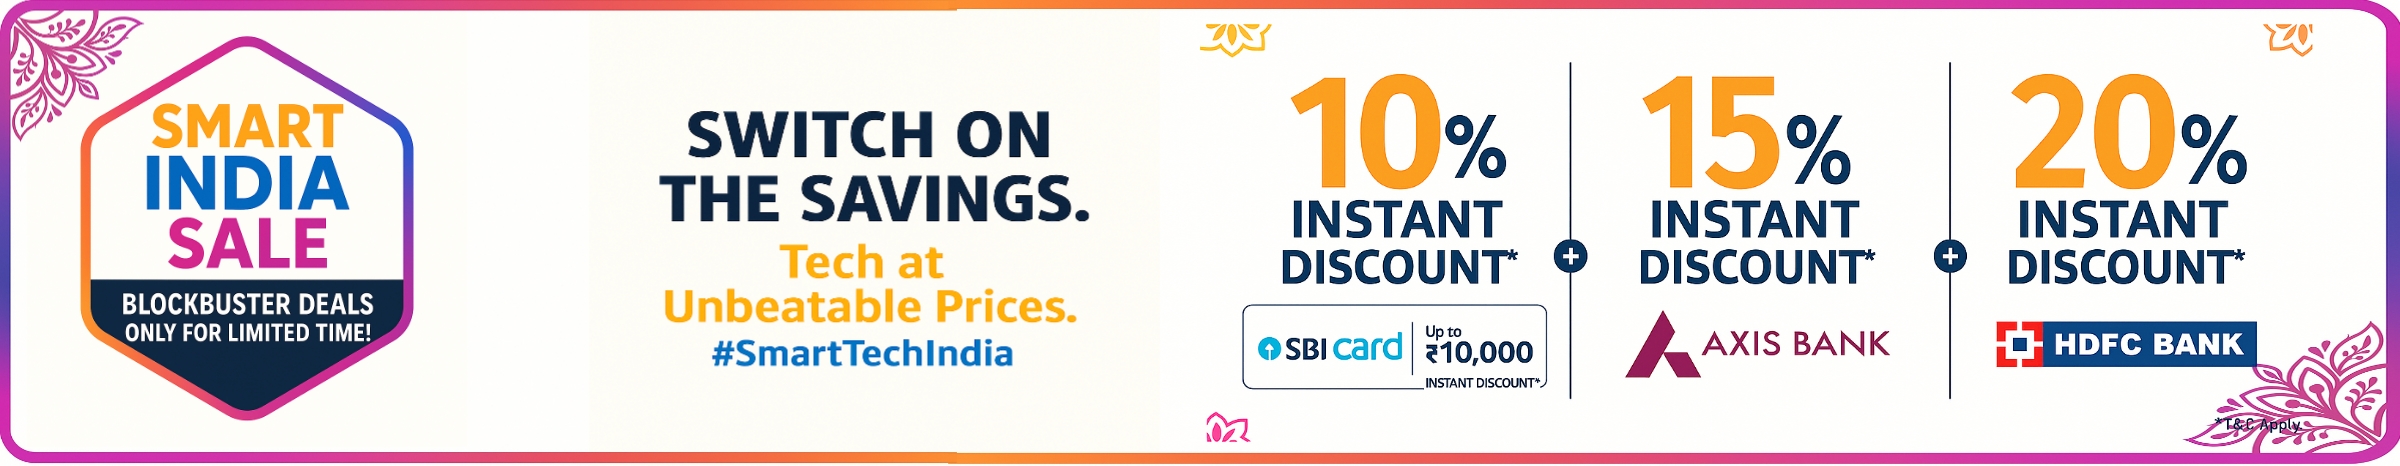 SMART
INDIA
SALE
BLOCKBUSTER DEALS
ONLY FOR LIMITED TIME!
SWITCH ON
THE SAVINGS.
Tech at
Unbeatable Prices.
#SmartTechIndia
10%
INSTANT
DISCOUNT*
SBI card
Up to
₹10,000
INSTANT DISCOUNT*
+
15%
INSTANT
DISCOUNT*
AXIS BANK
+
20%
INSTANT
DISCOUNT*
HDFC BANK
*T&C Apply.